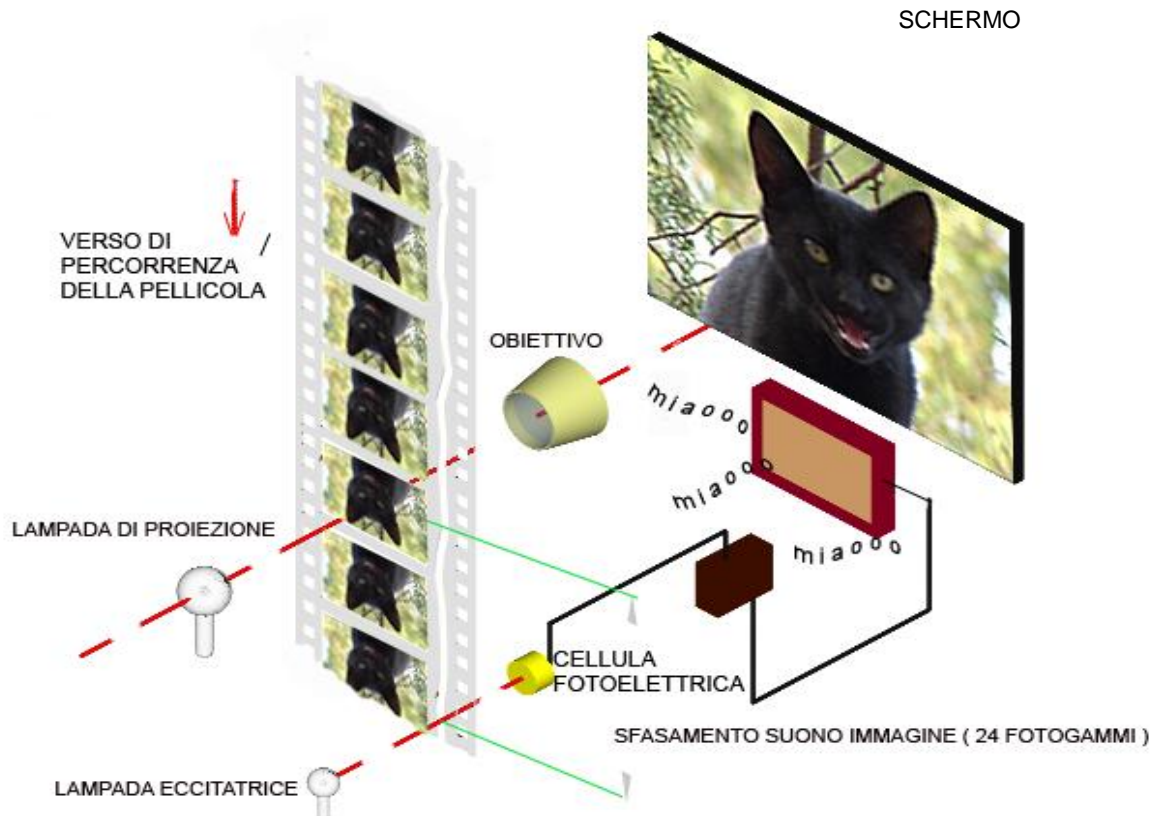 SCHERMO
VERSO DI /
PERCORRENZA
DELLA PELLICOLA
OBIETTIVO
miaooo
miaooo
miaooo
LAMPADA DI PROIEZIONE
CELLULA
FOTOELETTRICA
SFASAMENTO SUONO IMMAGINE ( 24 FOTOGAMMI )
LAMPADA ECCITATRICE